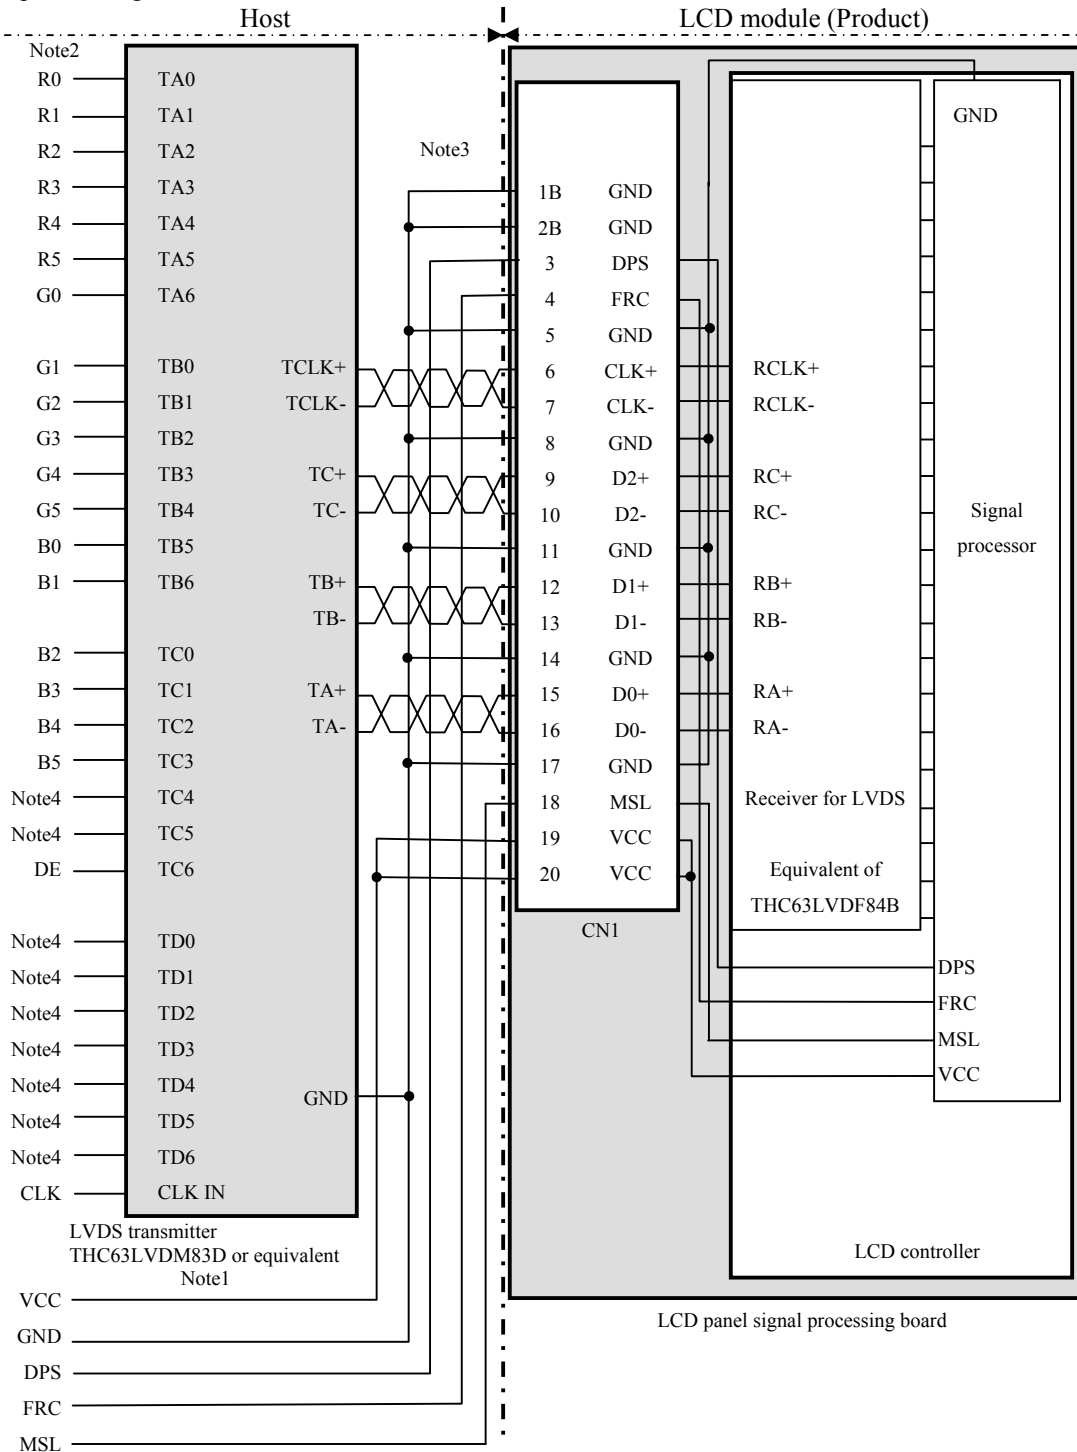 Host LCD module (Product)
Note2
R0 TA0
R1 TA1
R2 TA2
R3 TA3
R4 TA4
R5 TA5
G0 TA6
G1 TB0 TCLK+
G2 TB1 TCLK-
G3 TB2
G4 TB3 TC+
G5 TB4 TC-
B0 TB5
B1 TB6 TB+
TB-
B2 TC0
B3 TC1 TA+
B4 TC2 TA-
B5 TC3
Note4 TC4
Note4 TC5
DE TC6
Note4 TD0
Note4 TD1
Note4 TD2
Note4 TD3
Note4 TD4
GND
Note4 TD5
Note4 TD6
CLK CLK IN
LVDS transmitter
THC63LVDM83D or equivalent
Note1
VCC
GND
DPS
FRC
MSL
Note3
1B GND
2B GND
3 DPS
4 FRC
5 GND
6 CLK+
7 CLK-
8 GND
9 D2+
10 D2-
11 GND
12 D1+
13 D1-
14 GND
15 D0+
16 D0-
17 GND
18 MSL
19 VCC
20 VCC
CN1
RCLK+
RCLK-
RC+
RC-
RB+
RB-
RA+
RA-
Receiver for LVDS
Equivalent of
THC63LVDF84B
GND
Signal
processor
DPS
FRC
MSL
VCC
LCD controller
LCD panel signal processing board